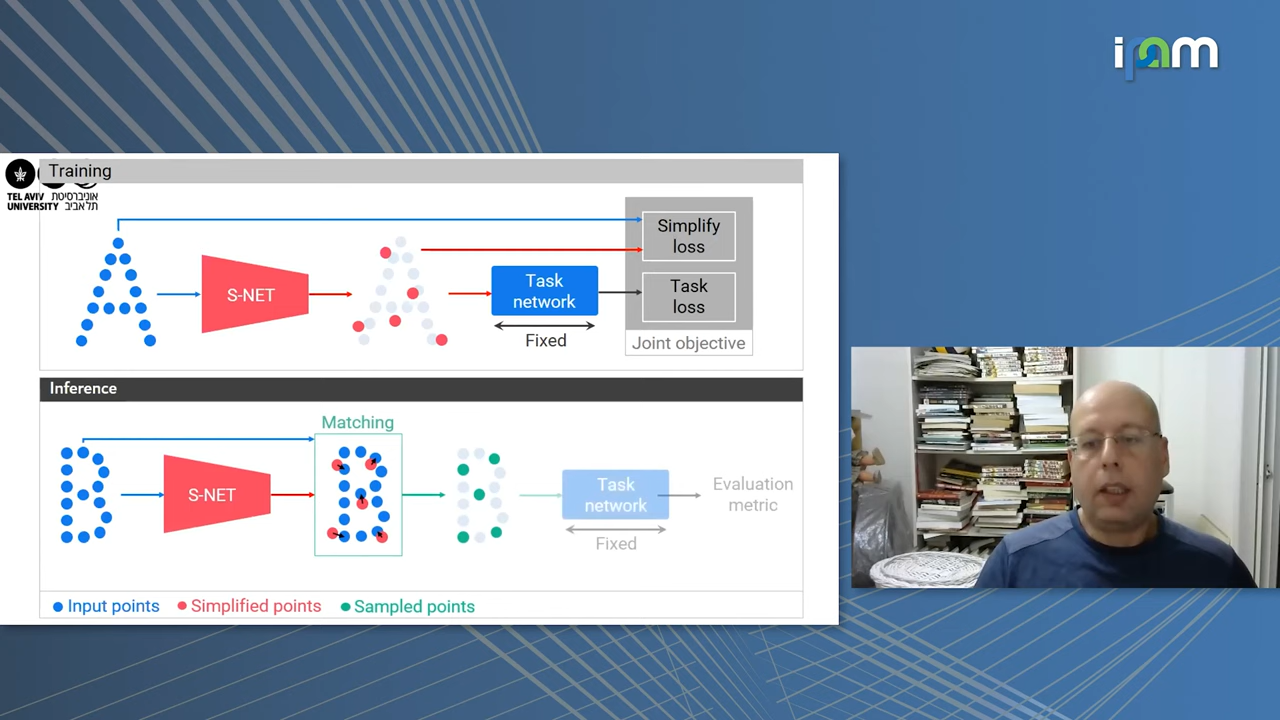 ipam
Training
TEL AVIV אוניברסיטת
UNIVERSITY תל אביב
Simplify
loss
S-NET
Task
network
Task
loss
Fixed
Joint objective
Inference
Matching
S-NET
Task
network
Evaluation
metric
Fixed
Input points
Simplified points
Sampled points